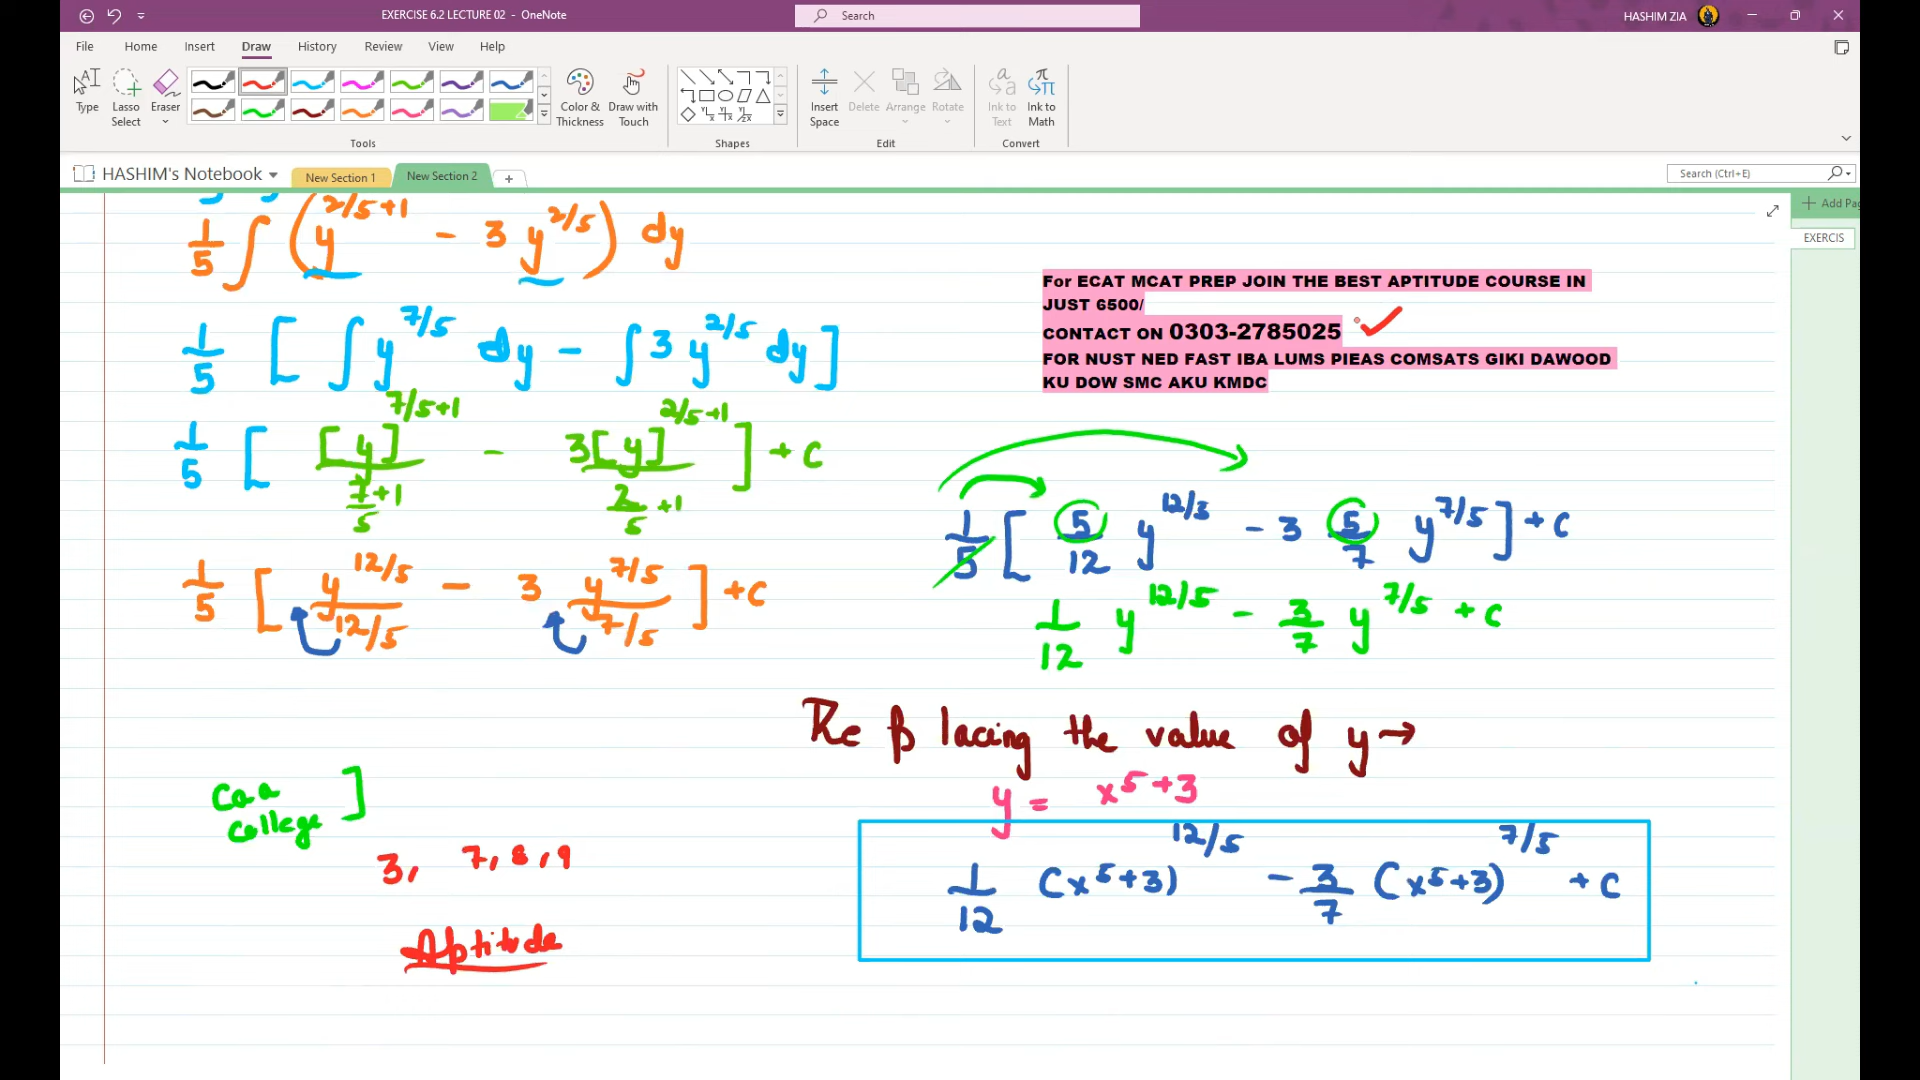 EXERCISE 6.2 LECTURE 02 - OneNote
Search
HASHIM ZIA
File Home Insert Draw History Review View Help
Type
Lasso Select
Eraser
Color & Thickness
Draw with Touch
Insert Space
Delete
Arrange
Rotate
Ink to Text
Ink to Math
Tools Shapes Edit Convert
HASHIM's Notebook
New Section 1
New Section 2
Search (Ctrl+E)
Add Pag
EXERCIS
1/5 ∫ (y^(2/5+1) - 3 y^(2/5)) dy
1/5 [ ∫ y^(7/5) dy - ∫ 3 y^(2/5) dy ]
1/5 [ [y]^(7/5+1) / (7/5+1) - 3[y]^(2/5+1) / (2/5+1) ] + c
1/5 [ y^(12/5) / (12/5) - 3 y^(7/5) / (7/5) ] + c
Caa
college ]
3, 7, 8, 9
Aptitude
For ECAT MCAT PREP JOIN THE BEST APTITUDE COURSE IN
JUST 6500/
CONTACT ON 0303-2785025
FOR NUST NED FAST IBA LUMS PIEAS COMSATS GIKI DAWOOD
KU DOW SMC AKU KMDC
1/5 [ 5/12 y^(12/3) - 3 5/7 y^(7/5) ] + c
1/12 y^(12/5) - 3/7 y^(7/5) + c
Replacing the value of y →
y = x^5+3
1/12 (x^5+3)^(12/5) - 3/7 (x^5+3)^(7/5) + c